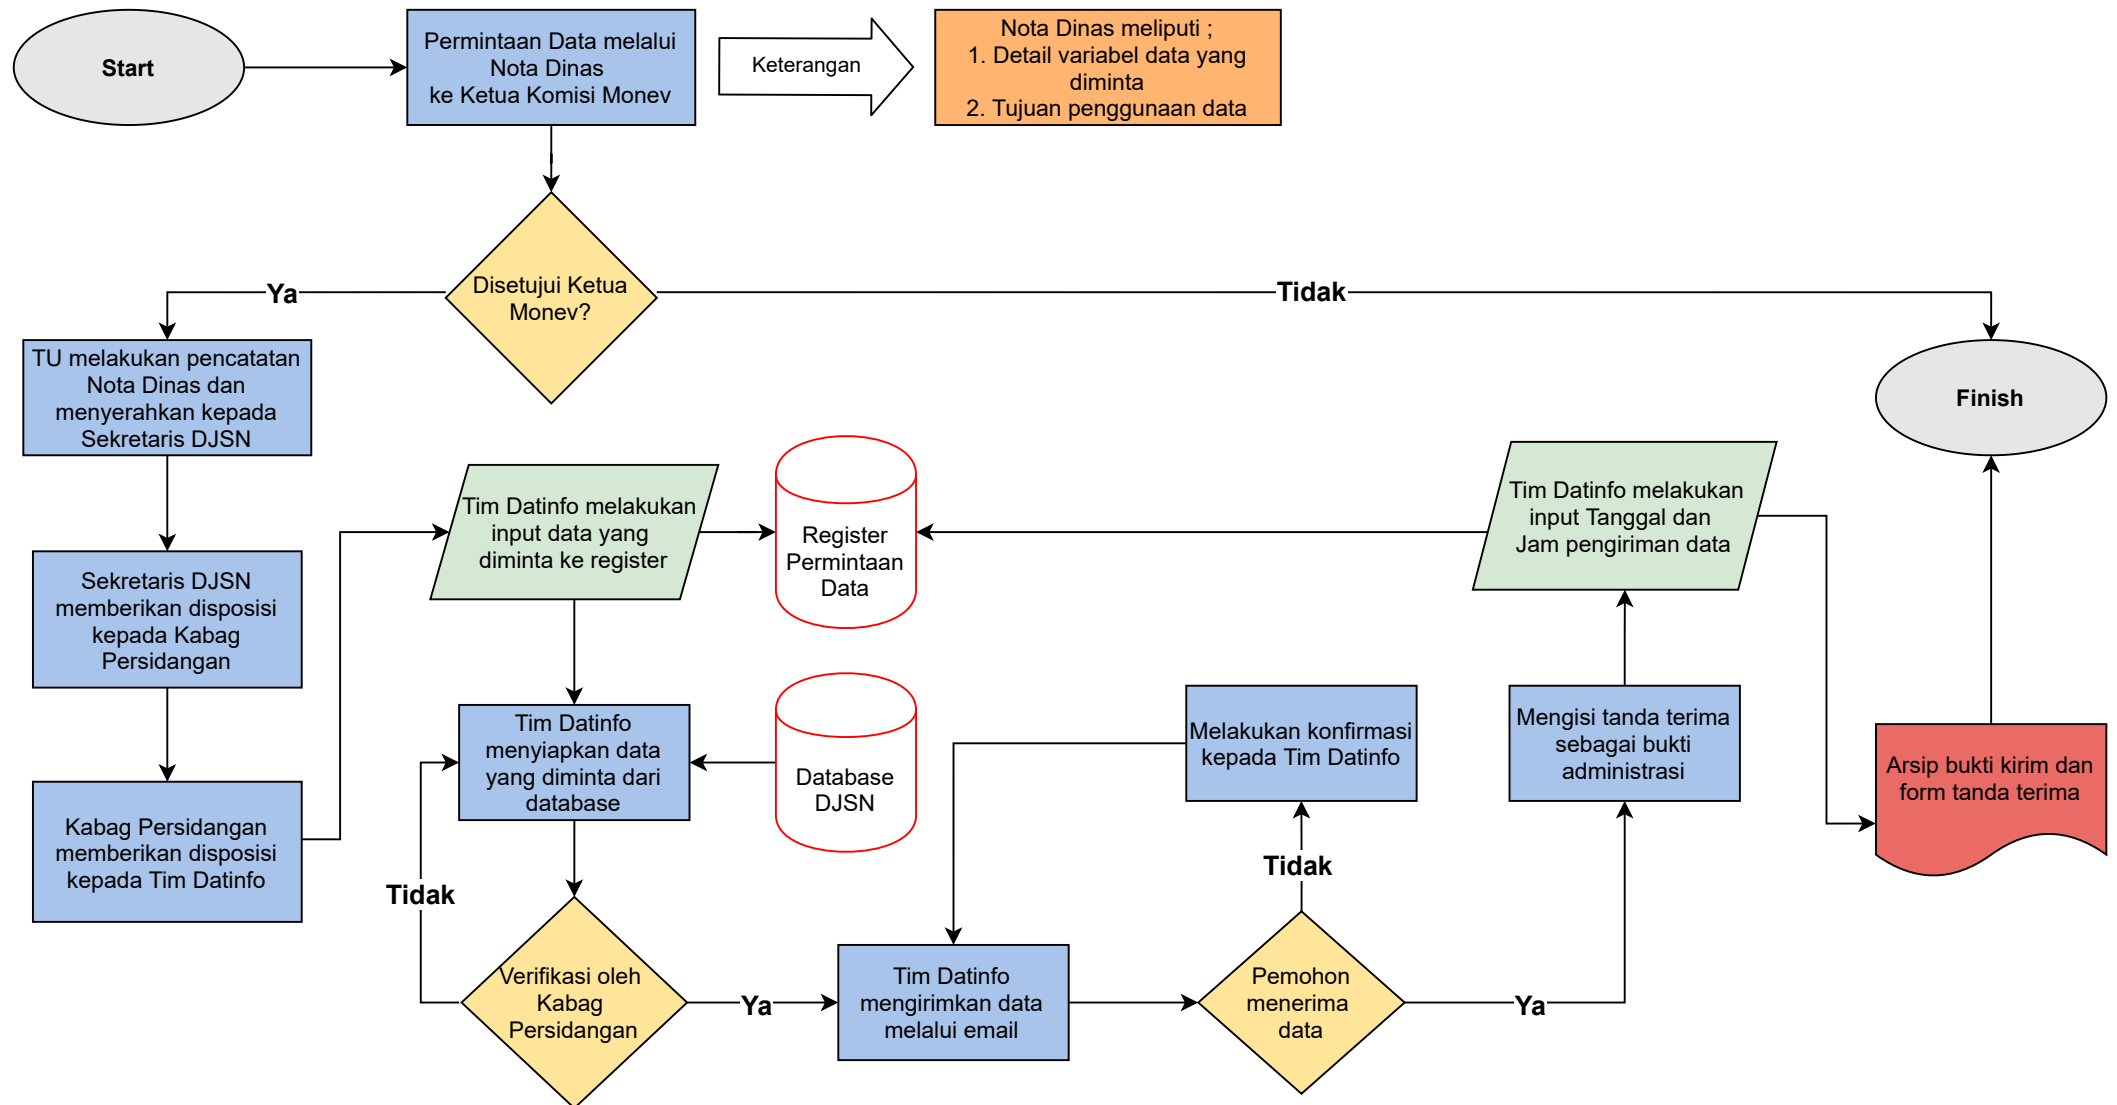 Start
Permintaan Data melalui
Nota Dinas
ke Ketua Komisi Monev
Keterangan
Nota Dinas meliputi ;
1. Detail variabel data yang
diminta
2. Tujuan penggunaan data
Disetujui Ketua
Monev?
Ya
Tidak
TU melakukan pencatatan
Nota Dinas dan
menyerahkan kepada
Sekretaris DJSN
Finish
Sekretaris DJSN
memberikan disposisi
kepada Kabag
Persidangan
Kabag Persidangan
memberikan disposisi
kepada Tim Datinfo
Tim Datinfo melakukan
input data yang
diminta ke register
Register
Permintaan
Data
Tim Datinfo
menyiapkan data
yang diminta dari
database
Database
DJSN
Tidak
Verifikasi oleh
Kabag
Persidangan
Ya
Tim Datinfo
mengirimkan data
melalui email
Pemohon
menerima
data
Tidak
Melakukan konfirmasi
kepada Tim Datinfo
Ya
Mengisi tanda terima
sebagai bukti
administrasi
Tim Datinfo melakukan
input Tanggal dan
Jam pengiriman data
Arsip bukti kirim dan
form tanda terima